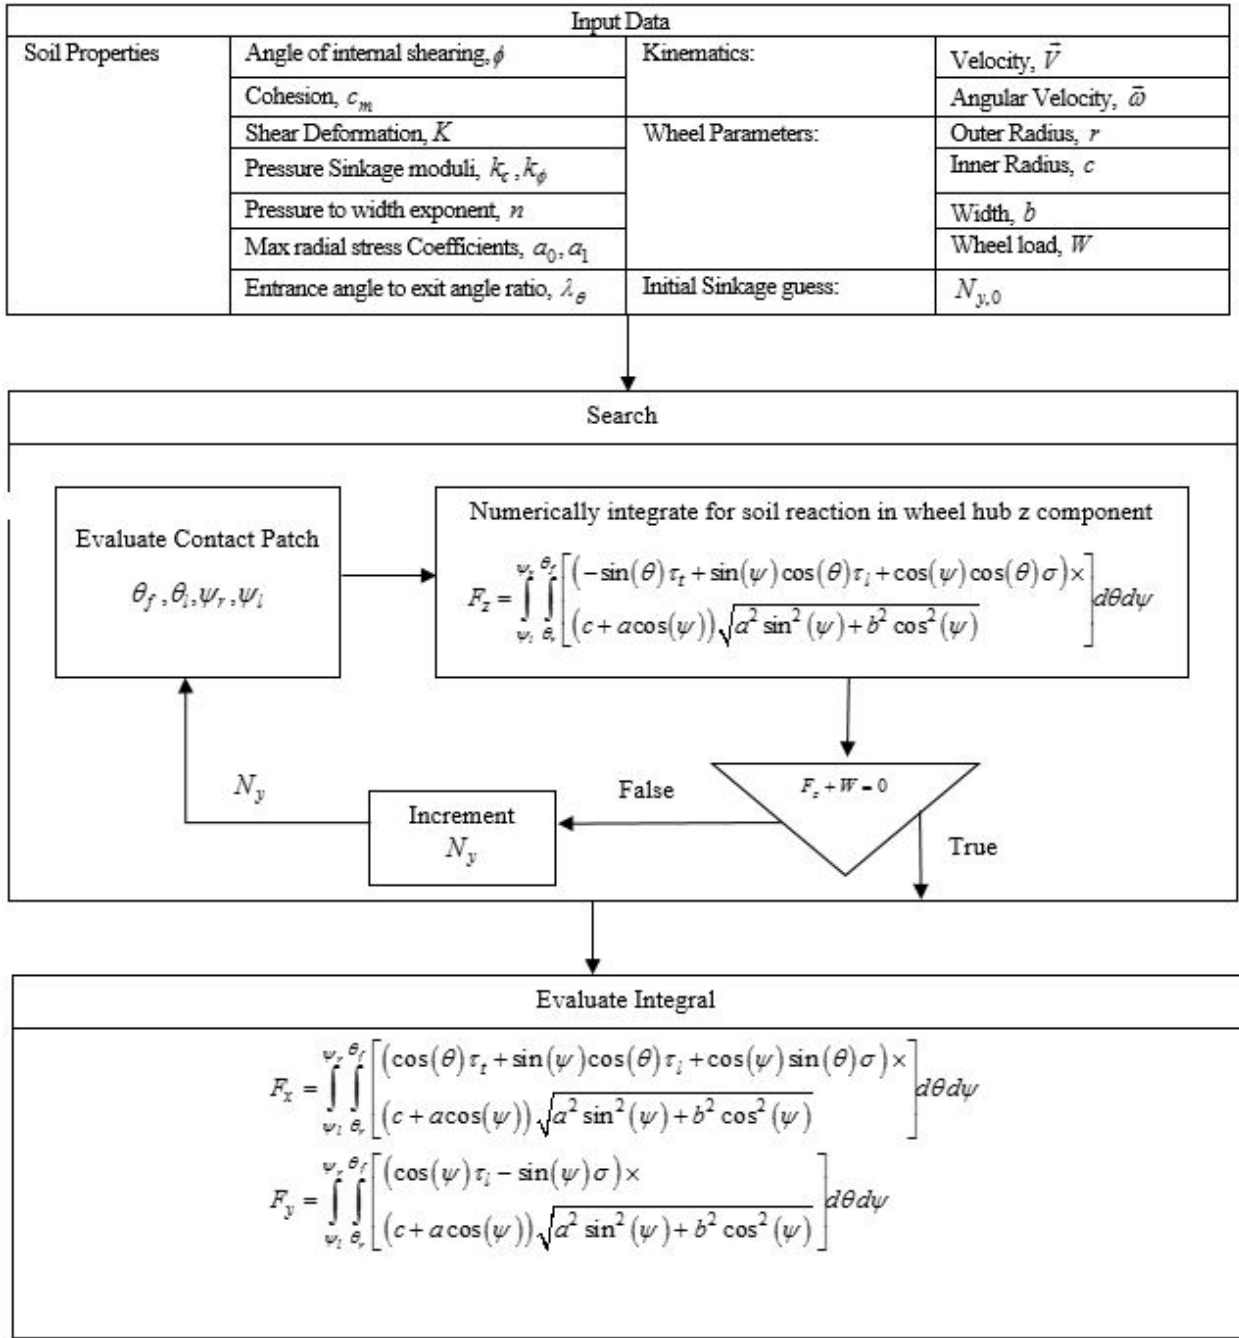 Input Data
Soil Properties
Angle of internal shearing, ϕ
Kinematics:
Velocity, V⃗
Cohesion, c_m
Angular Velocity, ω⃗
Shear Deformation, K
Wheel Parameters:
Outer Radius, r
Pressure Sinkage moduli, k_c, k_ϕ
Inner Radius, c
Pressure to width exponent, n
Width, b
Max radial stress Coefficients, a_0, a_1
Wheel load, W
Entrance angle to exit angle ratio, λ_θ
Initial Sinkage guess:
N_{y,0}
Search
Evaluate Contact Patch
θ_f, θ_l, ψ_r, ψ_l
Numerically integrate for soil reaction in wheel hub z component
F_z = ∫_{ψ_l}^{ψ_r} ∫_{θ_r}^{θ_f} [(−sin(θ)τ_t + sin(ψ)cos(θ)τ_l + cos(ψ)cos(θ)σ)×
(c + a cos(ψ))√(a² sin²(ψ) + b² cos²(ψ))] dθdψ
F_z + W = 0
False
True
Increment
N_y
N_y
Evaluate Integral
F_x = ∫_{ψ_l}^{ψ_r} ∫_{θ_r}^{θ_f} [(cos(θ)τ_t + sin(ψ)cos(θ)τ_l + cos(ψ)sin(θ)σ)×
(c + a cos(ψ))√(a² sin²(ψ) + b² cos²(ψ))] dθdψ
F_y = ∫_{ψ_l}^{ψ_r} ∫_{θ_r}^{θ_f} [(cos(ψ)τ_l − sin(ψ)σ)×
(c + a cos(ψ))√(a² sin²(ψ) + b² cos²(ψ))] dθdψ